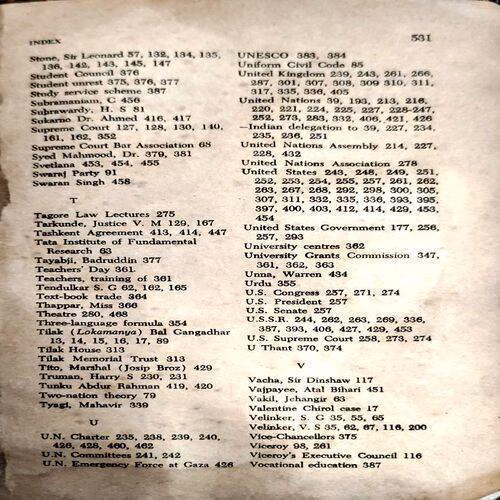 INDEX
531
Stone, Sir Leonard 57, 132, 134, 135,
136, 142, 143, 145, 147
Student Council 376
Student unrest 375, 376, 377
Study service scheme 387
Subramaniam, C 456
Suhrawardy, H. S 81
Sukarno Dr. Ahmed 416, 417
Supreme Court 127, 128, 130, 140,
161, 162, 352
Supreme Court Bar Association 68
Syed Mahmood, Dr. 379, 381
Svetlana 453, 454, 455
Swaraj Party 91
Swaran Singh 458
T
Tagore Law Lectures 275
Tarkunde, Justice V. M 129, 167
Tashkent Agreement 413, 414, 447
Tata Institute of Fundamental
Research 63
Tayabji, Badruddin 377
Teachers' Day 361.
Teachers, training of 361
Tendulkar S. G 62, 162, 165
Text-book trade 364
Thappar, Miss 366
Theatre 280, 468
Three-language formula 354
Tilak (Lokamanya) Bal Gangadhar
13, 14, 15, 16, 17, 89
Tilak House 313
Tilak Memorial Trust 313
Tito, Marshal (Josip Broz) 429
Truman, Harry S 230, 231
Tunku Abdur Rahman 419, 420
Two-nation theory 79
Tyagi, Mahavir 339
U
U.N. Charter 235, 238, 239, 240,
426, 428, 460, 462
U.N. Committees 241, 242
U.N. Emergency Force at Gaza 426
UNESCO 383, 384
Uniform Civil Code 85
United Kingdom 239, 243, 261, 266,
287, 301, 307, 308, 309 310, 311,
317, 335, 336, 405
United Nations 39, 193, 213, 218,
220, 221, 224, 225, 227, 228-247,
252, 273, 283, 332, 406, 421, 426
—Indian delegation to 39, 227, 234,
235, 236, 251
United Nations Assembly 214, 227,
228, 432
United Nations Association 278
United States 243, 248, 249, 251,
252, 253, 254, 255, 257, 261, 262,
263, 267, 268, 292, 298, 300, 305,
307, 311, 332, 335, 336, 393, 395,
397, 400, 403, 412, 414, 429, 453,
454
United States Government 177, 256,
257, 293
University centres 362
University Grants Commission 347,
361, 362, 363
Unna, Warren 434
Urdu 355
U.S. Congress 257, 271, 274
U.S. President 257
U.S. Senate 257
U.S.S.R. 244, 262, 263, 269, 336,
387, 393, 406, 427, 429, 453
U.S. Supreme Court 258, 273, 274
U Thant 370, 374
V
Vacha, Sir Dinshaw 117
Vajpayee, Atal Bihari 451
Vakil, Jehangir 63
Valentine Chirol case 17
Velinker, S. G 35, 55, 65
Velinker, V. S 35, 62, 67, 116, 200
Vice-Chancellors 375
Viceroy 98, 261
Viceroy's Executive Council 116
Vocational education 387